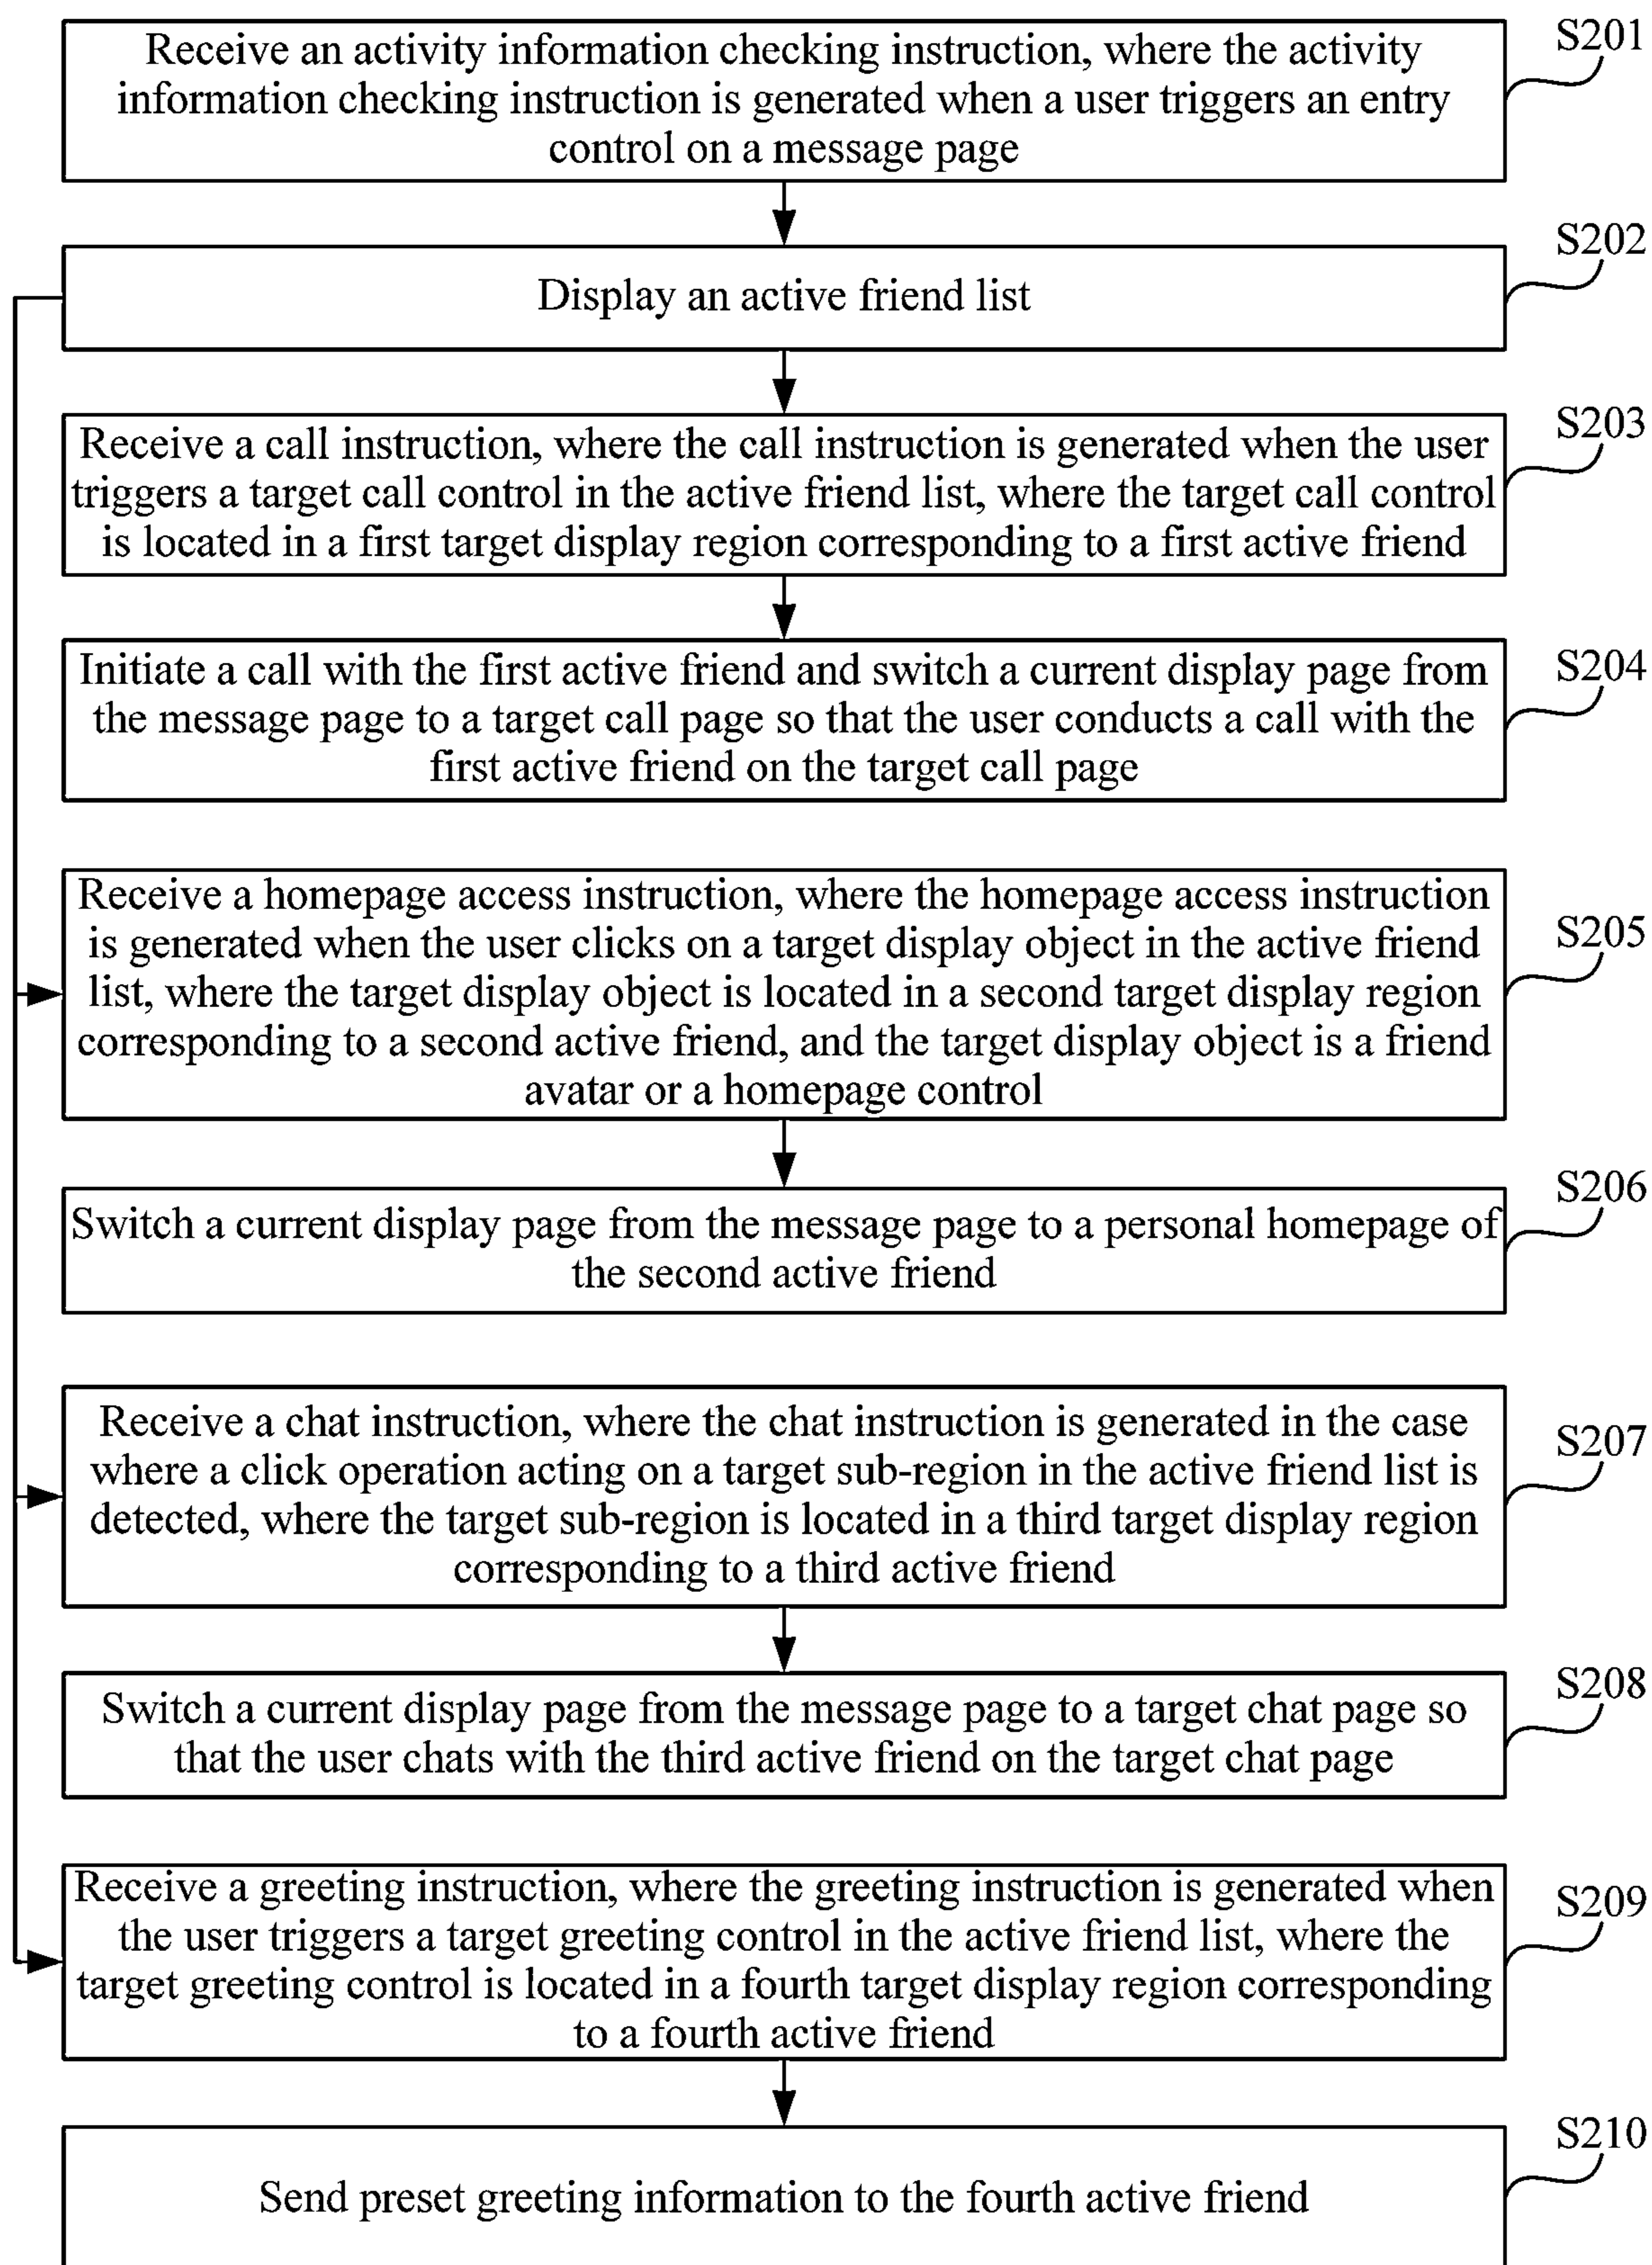 Receive an activity information checking instruction, where the activity
information checking instruction is generated when a user triggers an entry
control on a message page
S201
Display an active friend list
S202
Receive a call instruction, where the call instruction is generated when the user
triggers a target call control in the active friend list, where the target call control
is located in a first target display region corresponding to a first active friend
S203
Initiate a call with the first active friend and switch a current display page from
the message page to a target call page so that the user conducts a call with the
first active friend on the target call page
S204
Receive a homepage access instruction, where the homepage access instruction
is generated when the user clicks on a target display object in the active friend
list, where the target display object is located in a second target display region
corresponding to a second active friend, and the target display object is a friend
avatar or a homepage control
S205
Switch a current display page from the message page to a personal homepage of
the second active friend
S206
Receive a chat instruction, where the chat instruction is generated in the case
where a click operation acting on a target sub-region in the active friend list is
detected, where the target sub-region is located in a third target display region
corresponding to a third active friend
S207
Switch a current display page from the message page to a target chat page so
that the user chats with the third active friend on the target chat page
S208
Receive a greeting instruction, where the greeting instruction is generated when
the user triggers a target greeting control in the active friend list, where the
target greeting control is located in a fourth target display region corresponding
to a fourth active friend
S209
Send preset greeting information to the fourth active friend
S210